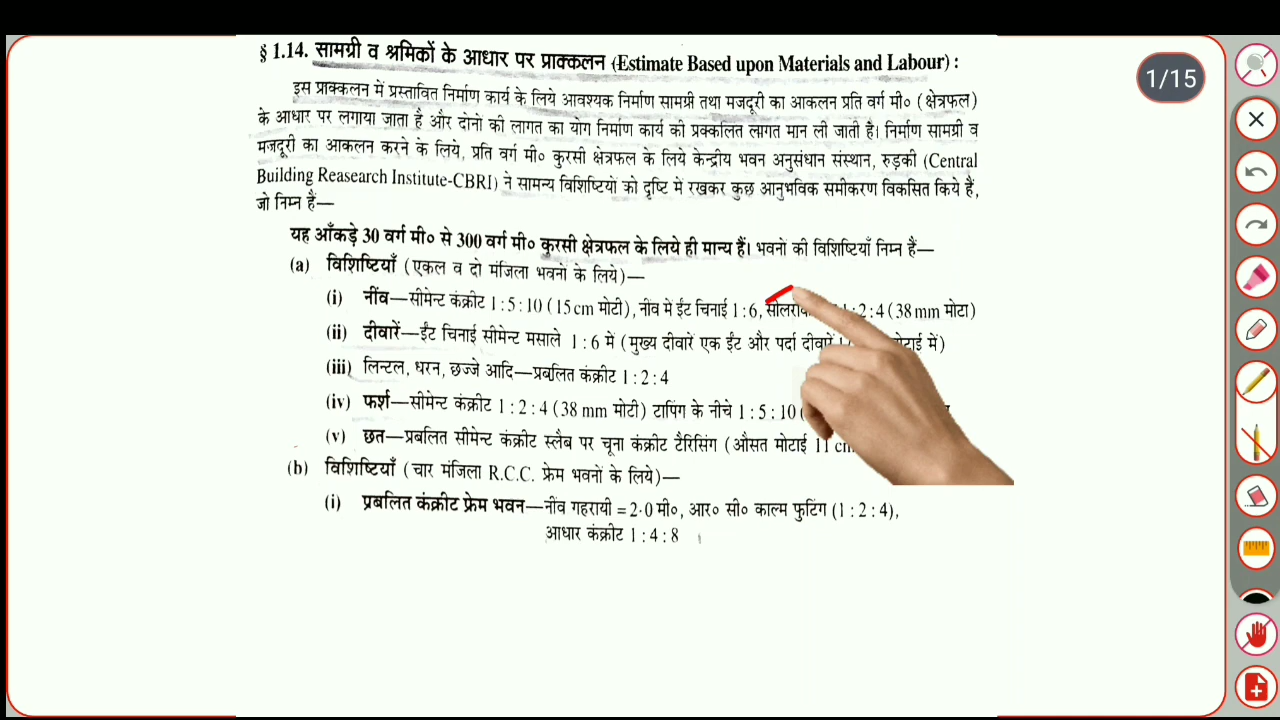 1/15
§ 1.14. सामग्री व श्रमिकों के आधार पर प्राक्कलन (Estimate Based upon Materials and Labour) :
इस प्राक्कलन में प्रस्तावित निर्माण कार्य के लिये आवश्यक निर्माण सामग्री तथा मजदूरी का आकलन प्रति वर्ग मी० (क्षेत्रफल)
के आधार पर लगाया जाता है ओर दोनो की लागत का योग निर्माण कार्य की प्रक्कलित लागत मान ली जाती है। निर्माण सामग्री व
मजदूरी का आकलन करने के लिये, प्रति वर्ग मी० कुरसी क्षेत्रफल के लिये केन्द्रीय भवन अनुसंधान संस्थान, रुड़की (Central
Building Reasearch Institute-CBRI) ने सामन्य विशिष्टियों को दृष्टि में रखकर कुछ आनुभविक समीकरण विकसित किये हैं,
जो निम्न हैं—
यह आँकड़े 30 वर्ग मी० से 300 वर्ग मी० कुरसी क्षेत्रफल के लिये ही मान्य हैं। भवनों की विशिष्टियाँ निम्न हैं—
(a) विशिष्टियाँ (एकल व दो मंजिला भवनों के लिये)—
(i) नींव—सीमेन्ट कंक्रीट 1 : 5 : 10 (15 cm मोटी), नींव में ईंट चिनाई 1 : 6, : 2 : 4 (38 mm मोटा)
(ii) दीवारें—ईंट चिनाई सीमेन्ट मसाले 1 : 6 में (मुख्य दीवारें एक ईंट और पर्दा दीवारें में)
(iii) लिन्टल, धरन, छज्जे आदि—प्रबलित कंक्रीट 1 : 2 : 4
(iv) फर्श—सीमेन्ट कंक्रीट 1 : 2 : 4 (38 mm मोटी) टापिंग के नीचे 1 : 5 : 10
(v) छत—प्रबलित सीमेन्ट कंक्रीट स्लैब पर चूना कंक्रीट टैरिसिंग (औसत मोटाई 11 cm
(b) विशिष्टियाँ (चार मंजिला R.C.C. फ्रेम भवनों के लिये)—
(i) प्रबलित कंक्रीट फ्रेम भवन—नींव गहरायी = 2·0 मी०, आर० सी० काल्म फुटिंग (1 : 2 : 4),
आधार कंक्रीट 1 : 4 : 8